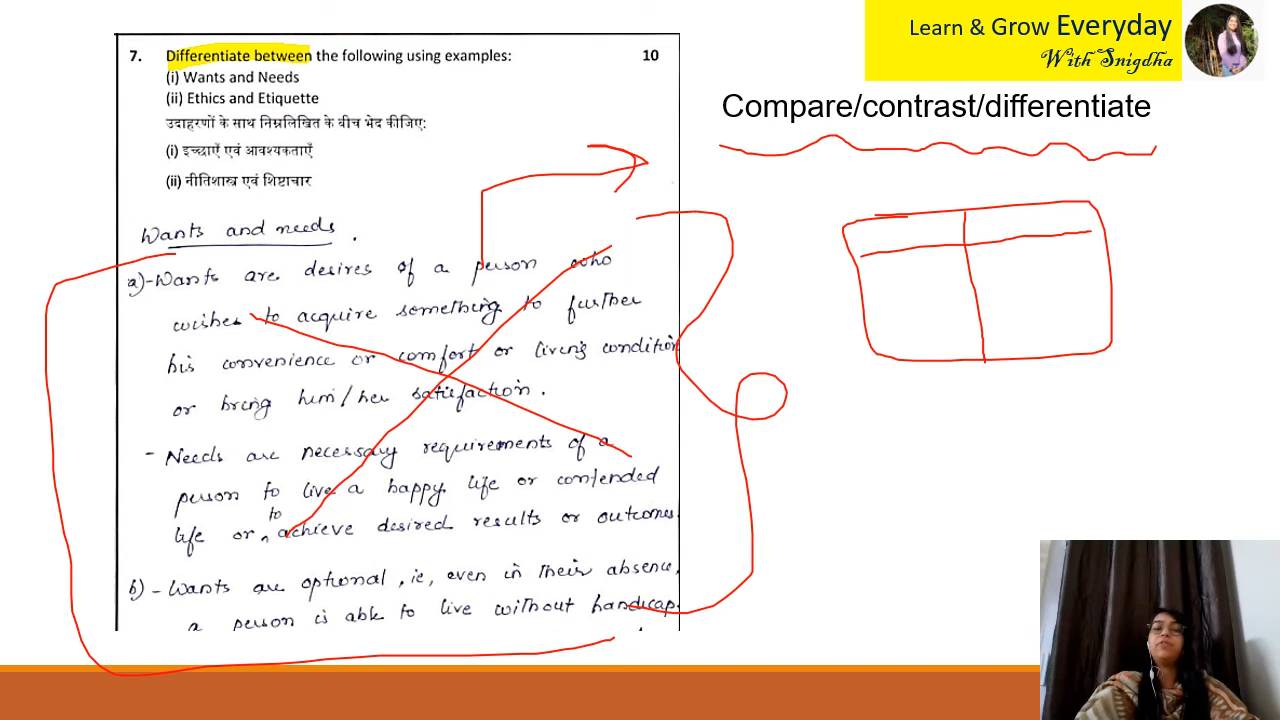 7. Differentiate between the following using examples: 10
(i) Wants and Needs
(ii) Ethics and Etiquette
उदाहरणों के साथ निम्नलिखित के बीच भेद कीजिए:
(i) इच्छाएँ एवं आवश्यकताएँ
(ii) नीतिशास्त्र एवं शिष्टाचार
Wants and needs.
a) - Wants are desires of a person who
wishes to acquire something to further
his convenience or comfort or living condition
or bring him/her satisfaction.
- Needs are necessary requirements of a
person to live a happy life or contended
life or to achieve desired results or outcomes.
b) - Wants are optional, ie, even in their absence,
a person is able to live without handicap.
Learn & Grow Everyday
With Snigdha
Compare/contrast/differentiate